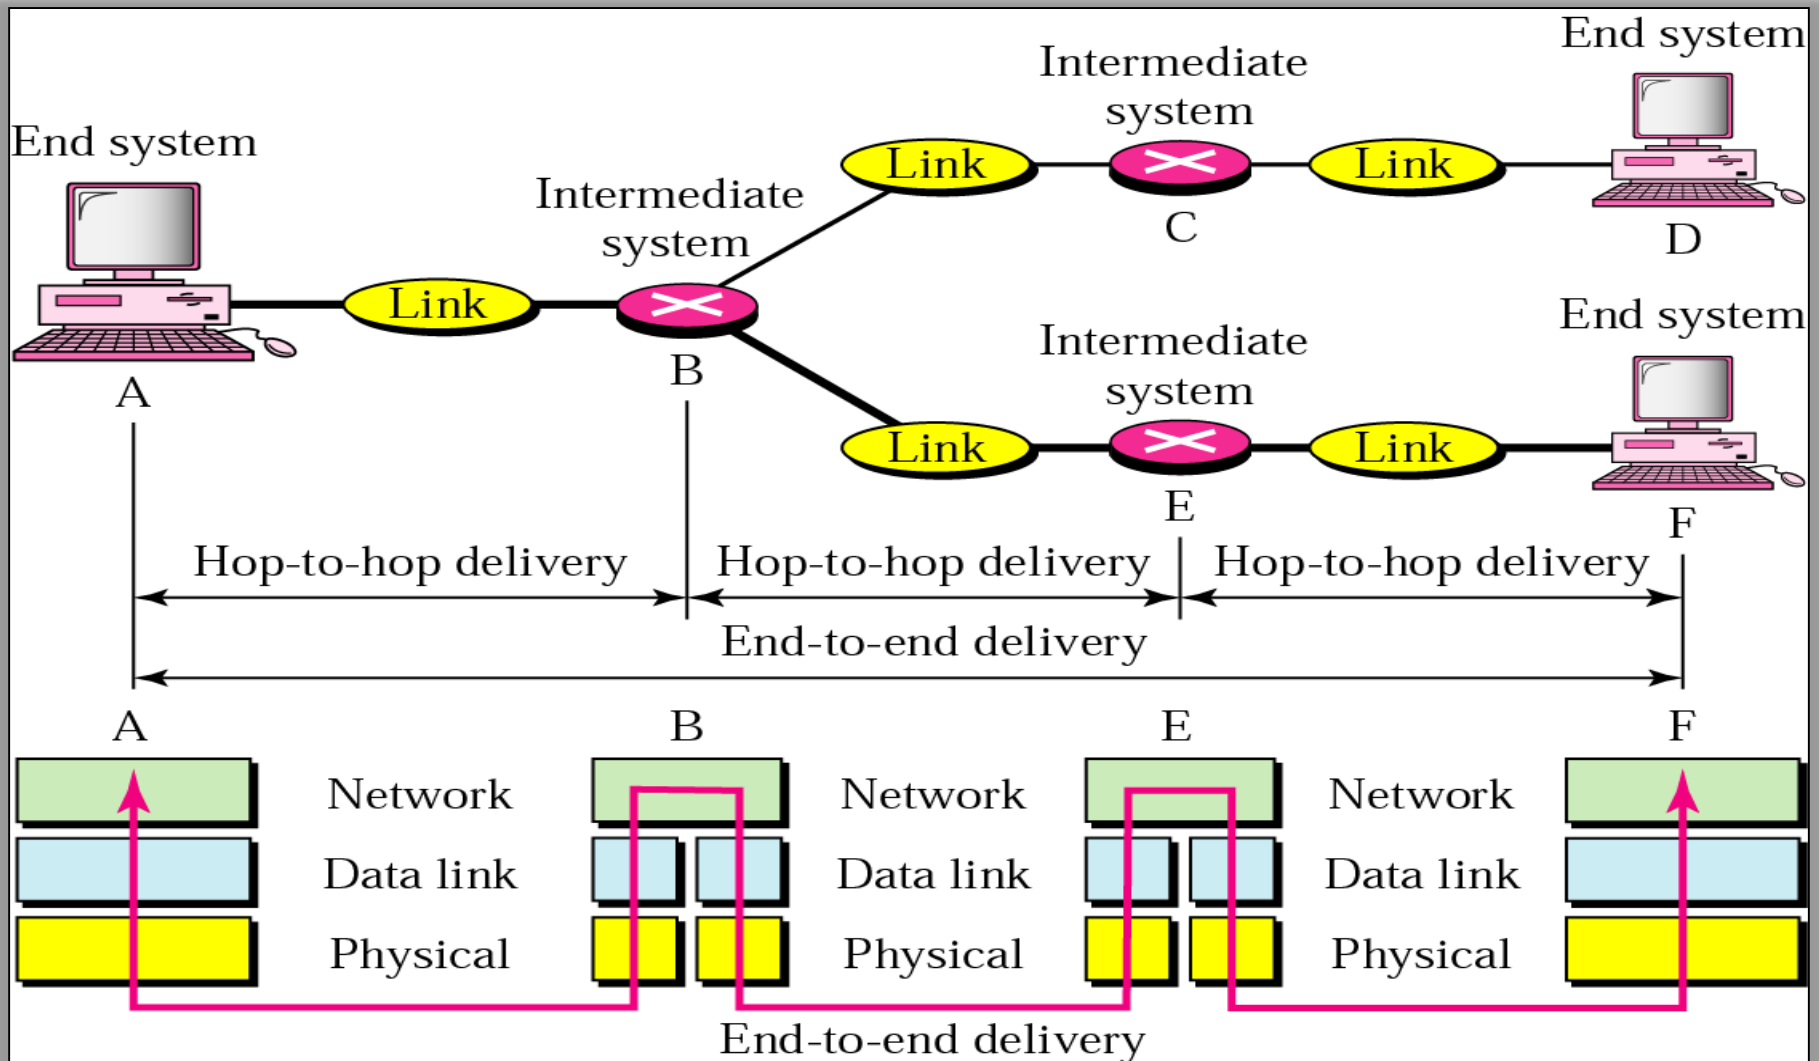 End system
Intermediate
system
End system
Link
Link
C
D
Intermediate
system
End system
Link
B
A
Intermediate
system
Link
Link
E
F
Hop-to-hop delivery
Hop-to-hop delivery
Hop-to-hop delivery
End-to-end delivery
A
B
E
F
Network
Network
Network
Data link
Data link
Data link
Physical
Physical
Physical
End-to-end delivery